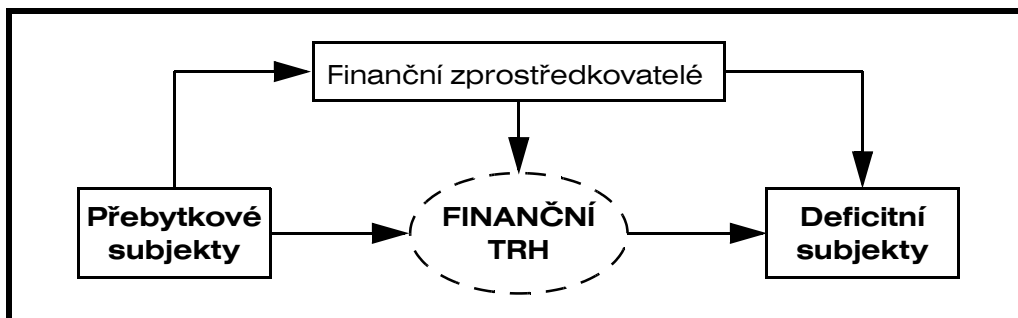 Finanční zprostředkovatelé
Přebytkové
subjekty
FINANČNÍ
TRH
Deficitní
subjekty